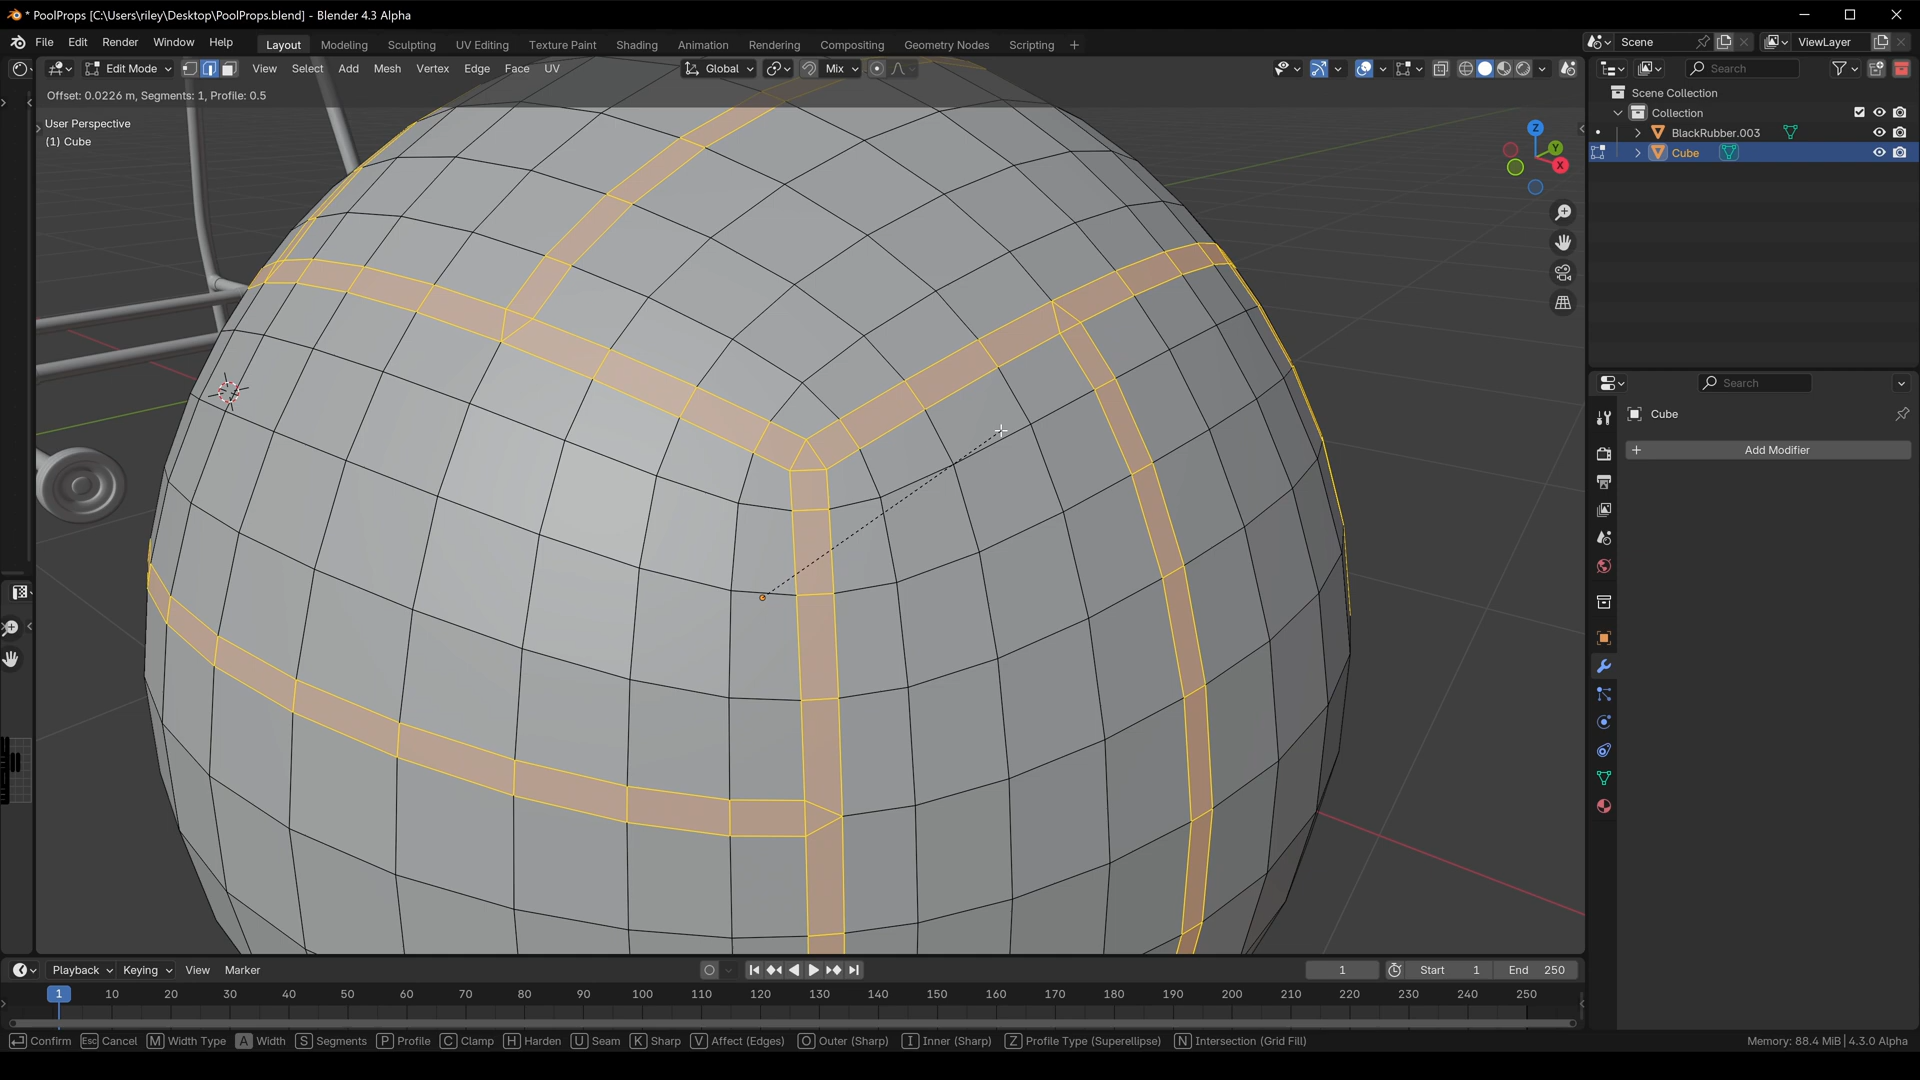 * PoolProps [C:\Users\riley\Desktop\PoolProps.blend] - Blender 4.3 Alpha
File Edit Render Window Help Layout Modeling Sculpting UV Editing Texture Paint Shading Animation Rendering Compositing Geometry Nodes Scripting + Scene ViewLayer
Edit Mode View Select Add Mesh Vertex Edge Face UV Global Mix Search
Offset: 0.0226 m, Segments: 1, Profile: 0.5
User Perspective
(1) Cube
Z
Y
X
Scene Collection
Collection
BlackRubber.003
Cube
Search
Cube
+ Add Modifier
Playback Keying View Marker 1 Start 1 End 250
1 10 20 30 40 50 60 70 80 90 100 110 120 130 140 150 160 170 180 190 200 210 220 230 240 250
Confirm Esc Cancel M Width Type A Width S Segments P Profile C Clamp H Harden U Seam K Sharp V Affect (Edges) O Outer (Sharp) I Inner (Sharp) Z Profile Type (Superellipse) N Intersection (Grid Fill) Memory: 88.4 MiB | 4.3.0 Alpha